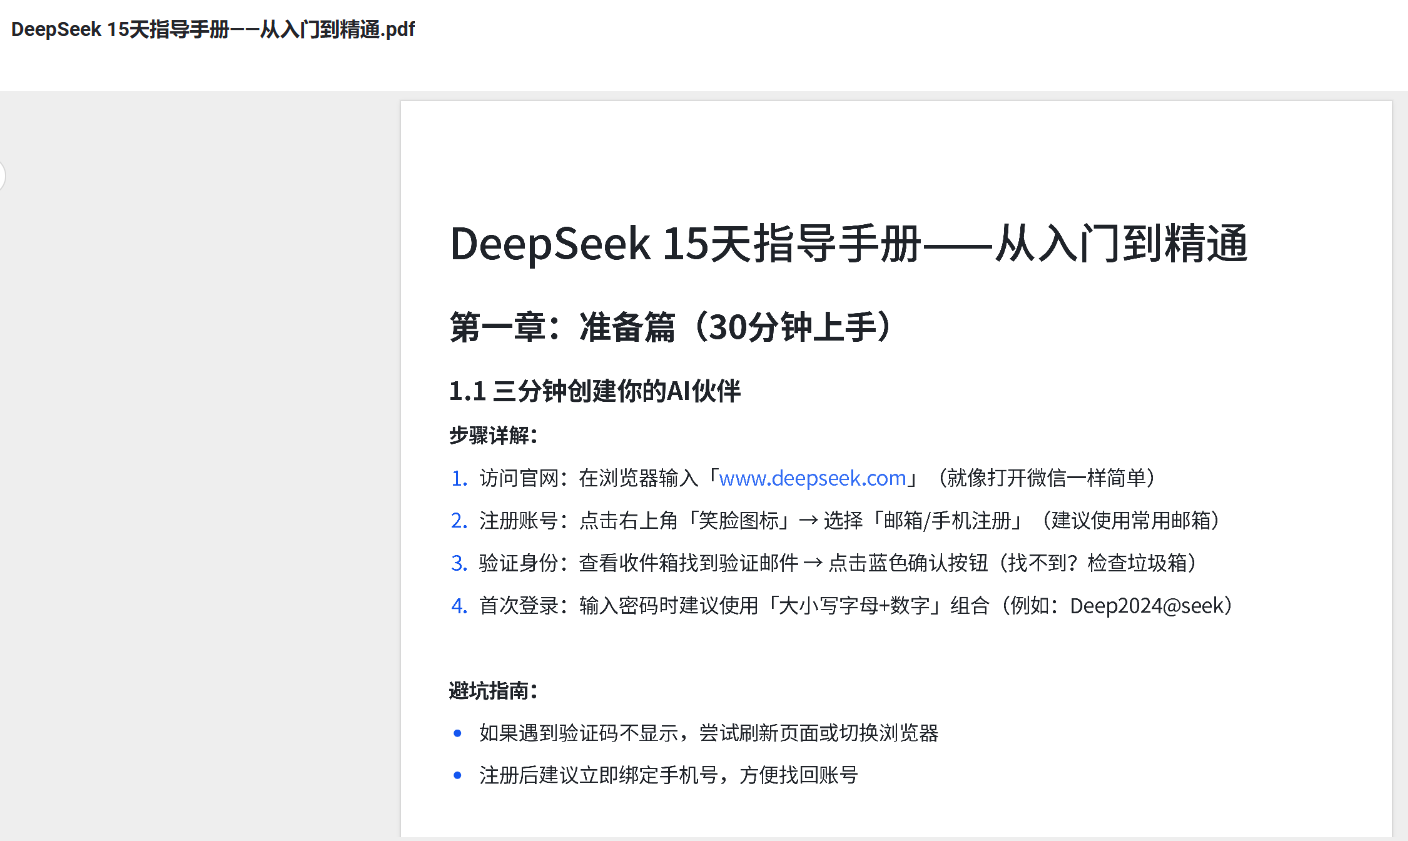 DeepSeek 15天指导手册——从入门到精通.pdf
DeepSeek 15天指导手册——从入门到精通
第一章：准备篇（30分钟上手）
1.1 三分钟创建你的AI伙伴
步骤详解：
1. 访问官网：在浏览器输入「www.deepseek.com」（就像打开微信一样简单）
2. 注册账号：点击右上角「笑脸图标」→ 选择「邮箱/手机注册」（建议使用常用邮箱）
3. 验证身份：查看收件箱找到验证邮件 → 点击蓝色确认按钮（找不到？检查垃圾箱）
4. 首次登录：输入密码时建议使用「大小写字母+数字」组合（例如：Deep2024@seek）
避坑指南：
• 如果遇到验证码不显示，尝试刷新页面或切换浏览器
• 注册后建议立即绑定手机号，方便找回账号